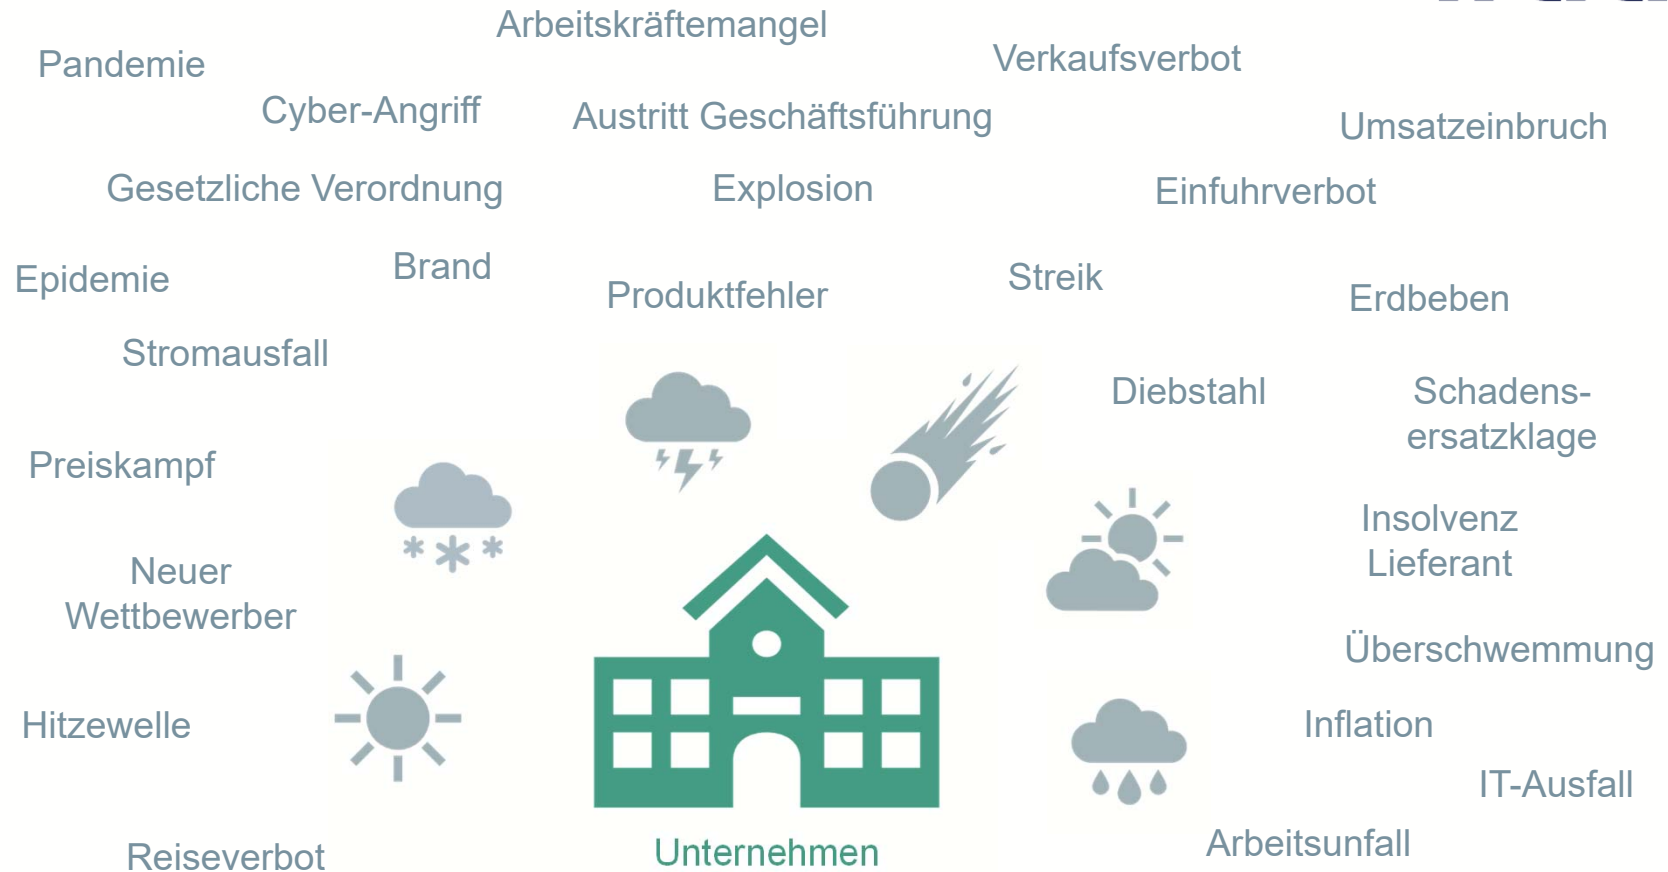 Arbeitskräftemangel
Pandemie
Verkaufsverbot
Cyber-Angriff
Austritt Geschäftsführung
Umsatzeinbruch
Gesetzliche Verordnung
Explosion
Einfuhrverbot
Epidemie
Brand
Produktfehler
Streik
Erdbeben
Stromausfall
Diebstahl
Schadens-
ersatzklage
Preiskampf
Insolvenz
Lieferant
Neuer
Wettbewerber
Überschwemmung
Hitzewelle
Inflation
IT-Ausfall
Reiseverbot
Unternehmen
Arbeitsunfall